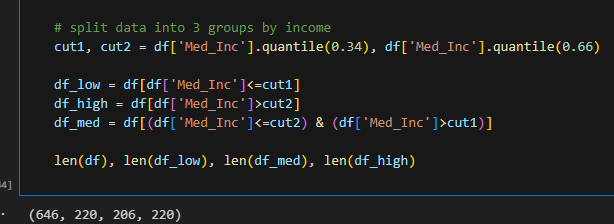 # split data into 3 groups by income
cut1, cut2 = df['Med_Inc'].quantile(0.34), df['Med_Inc'].quantile(0.66)
df_low = df[df['Med_Inc']<=cut1]
df_high = df[df['Med_Inc']>cut2]
df_med = df[(df['Med_Inc']<=cut2) & (df['Med_Inc']>cut1)]
len(df), len(df_low), len(df_med), len(df_high)
4]
(646, 220, 206, 220)